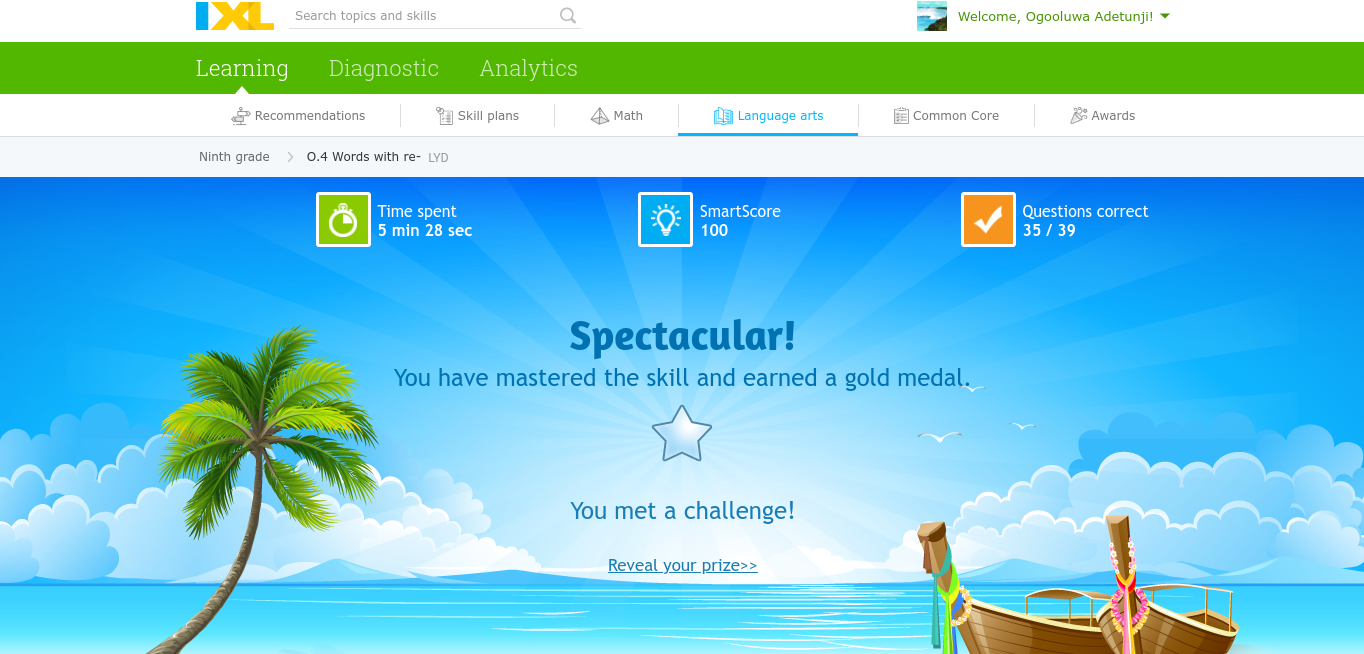 IXL
Search topics and skills
Welcome, Ogooluwa Adetunji!
Learning Diagnostic Analytics
Recommendations Skill plans Math Language arts Common Core Awards
Ninth grade O.4 Words with re- LYD
Time spent
5 min 28 sec
SmartScore
100
Questions correct
35 / 39
Spectacular!
You have mastered the skill and earned a gold medal.
You met a challenge!
Reveal your prize>>